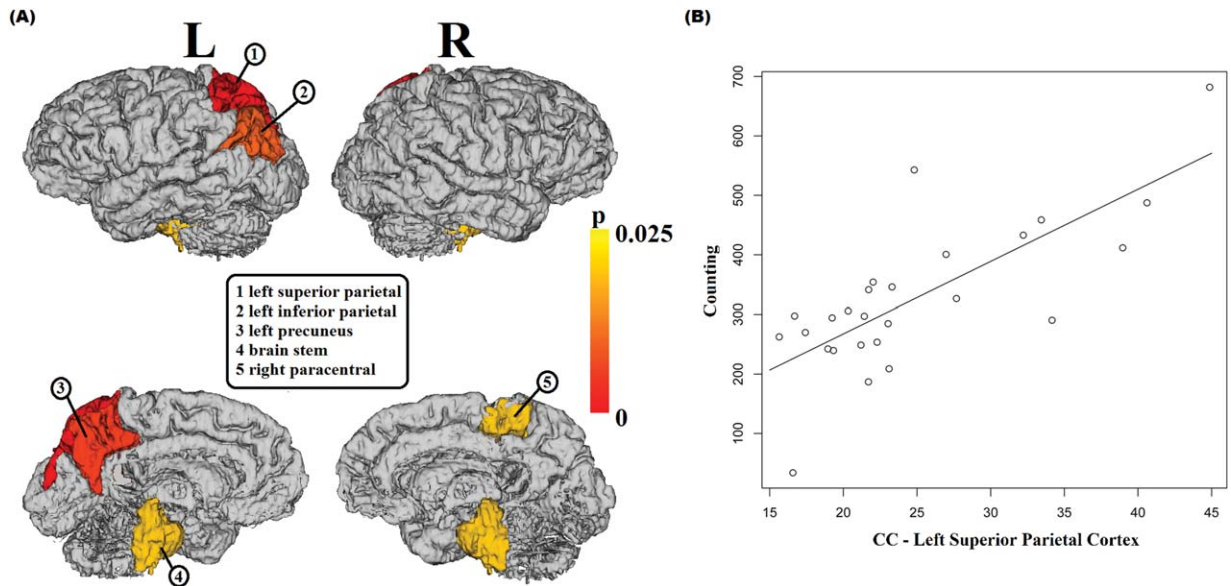 (A)
L
R
1
2
p
0.025
0
1 left superior parietal
2 left inferior parietal
3 left precuneus
4 brain stem
5 right paracentral
3
4
5
(B)
Counting
700
600
500
400
300
200
100
15
20
25
30
35
40
45
CC - Left Superior Parietal Cortex